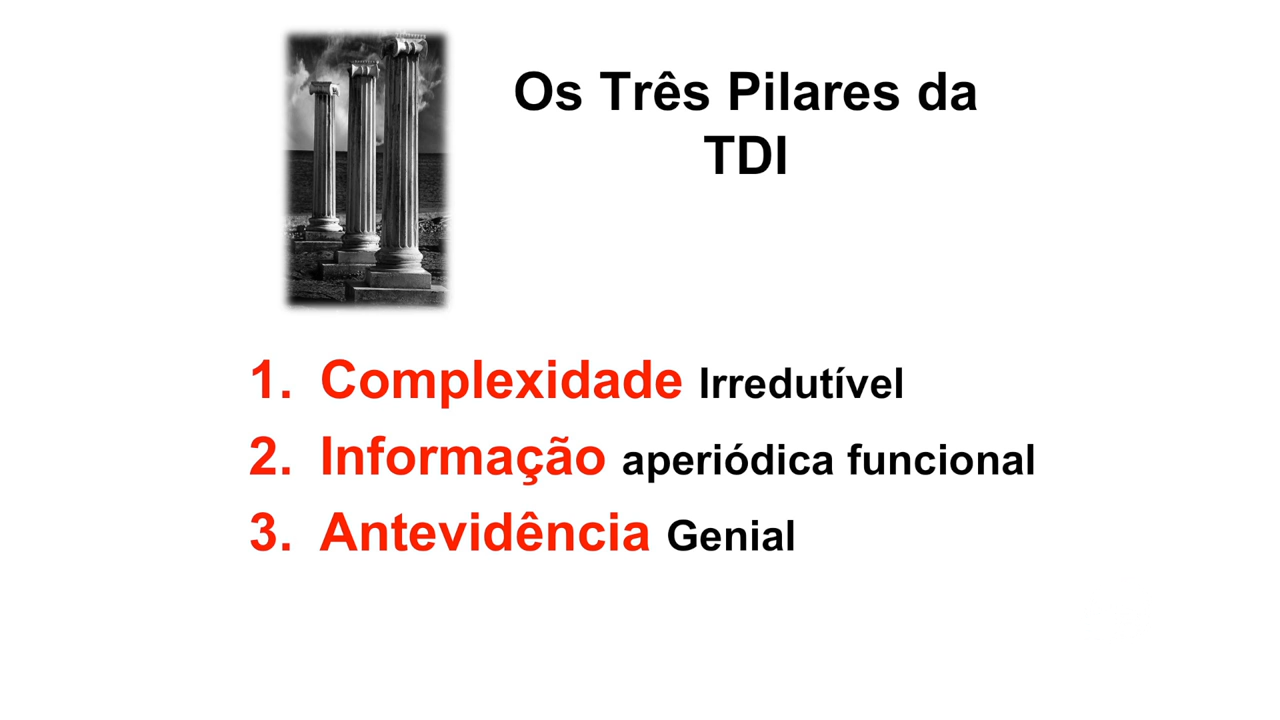 Os Três Pilares da
TDI
1. Complexidade Irredutível
2. Informação aperiódica funcional
3. Antevidência Genial